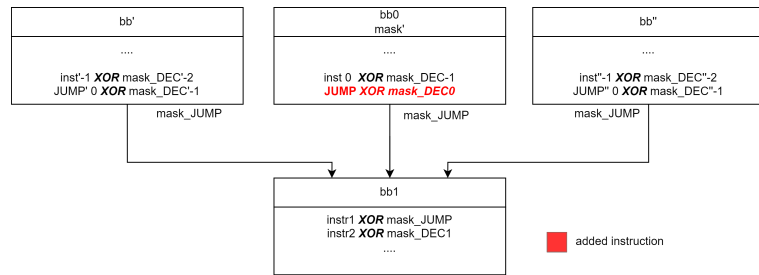 bb'
....
inst'-1 XOR mask_DEC'-2
JUMP' 0 XOR mask_DEC'-1
mask_JUMP
bb0
mask'
....
inst 0 XOR mask_DEC-1
JUMP XOR mask_DEC0
mask_JUMP
bb"
....
inst"-1 XOR mask_DEC"-2
JUMP" 0 XOR mask_DEC"-1
mask_JUMP
bb1
instr1 XOR mask_JUMP
instr2 XOR mask_DEC1
....
added instruction